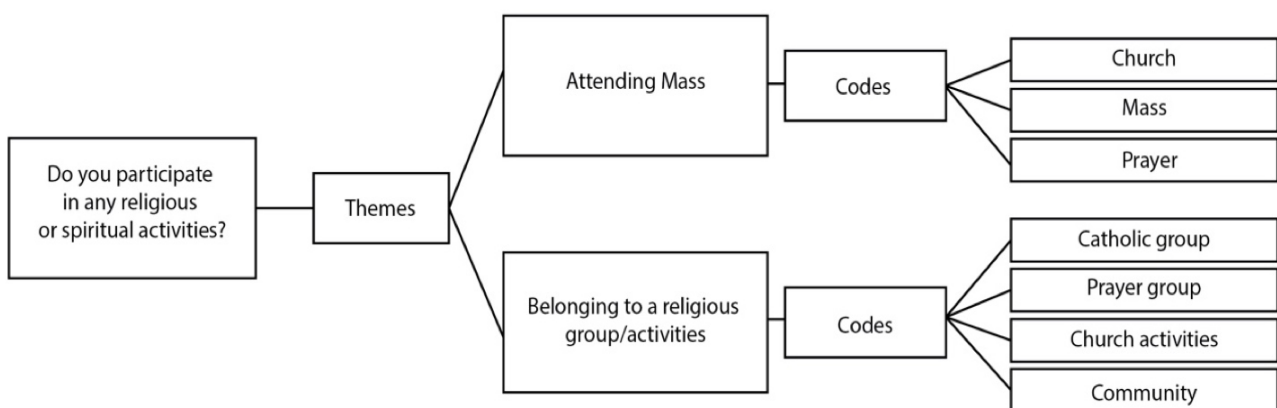 Do you participate
in any religious
or spiritual activities?
Themes
Attending Mass
Codes
Church
Mass
Prayer
Belonging to a religious
group/activities
Codes
Catholic group
Prayer group
Church activities
Community